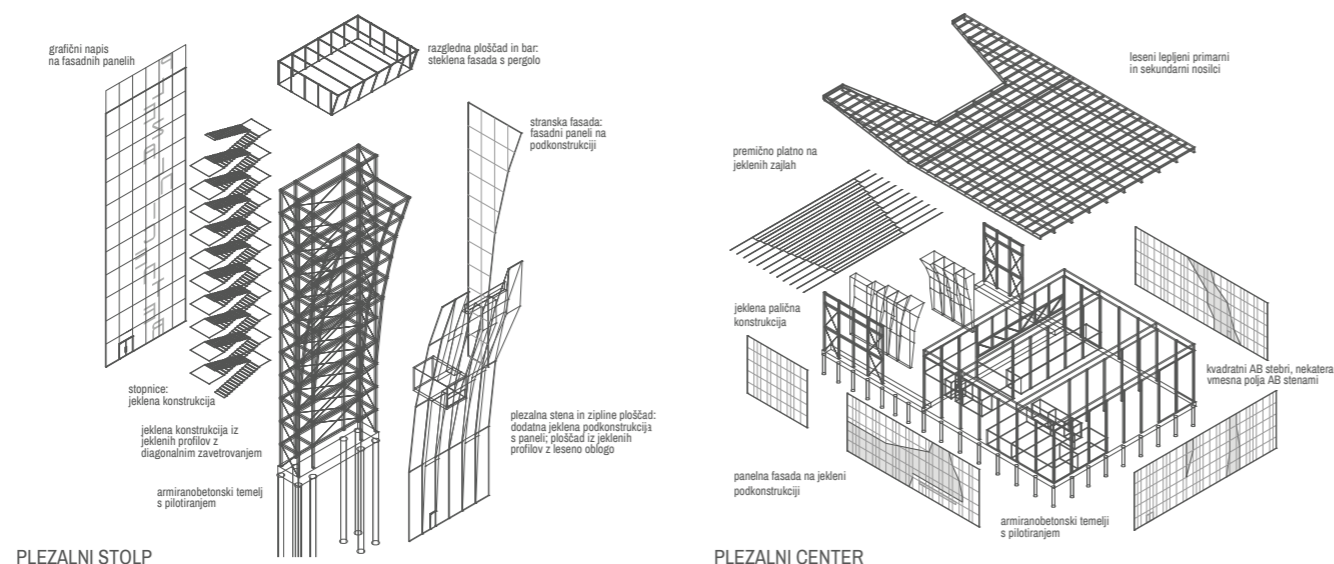 grafični napis
na fasadnih panelih
razgledna ploščad in bar:
steklena fasada s pergolo
stranska fasada:
fasadni paneli na
podkonstrukciji
stopnice:
jeklena konstrukcija
jeklena konstrukcija iz
jeklenih profilov z
diagonalnim zavetrovanjem
plezalna stena in zipline ploščad:
dodatna jeklena podkonstrukcija
s paneli; ploščad iz jeklenih
profilov z leseno oblogo
armiranobetonski temelj
s pilotiranjem
PLEZALNI STOLP
leseni lepljeni primarni
in sekundarni nosilci
premično platno na
jeklenih zajlah
jeklena palična
konstrukcija
kvadratni AB stebri, nekatera
vmesna polja AB stenami
panelna fasada na jekleni
podkonstrukciji
armiranobetonski temelji
s pilotiranjem
PLEZALNI CENTER